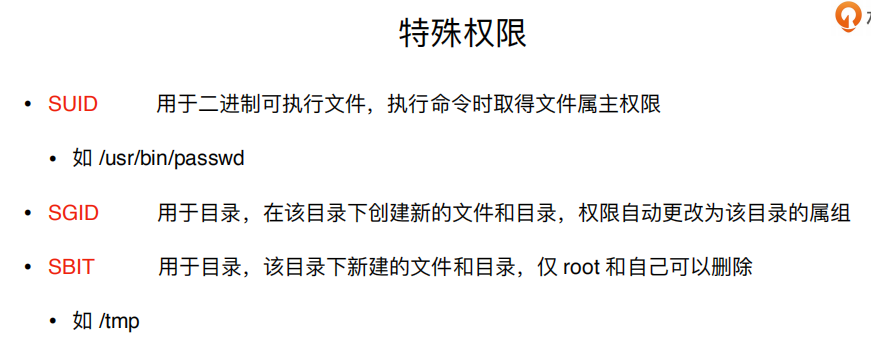 特殊权限
• SUID 用于二进制可执行文件，执行命令时取得文件属主权限
• 如 /usr/bin/passwd
• SGID 用于目录，在该目录下创建新的文件和目录，权限自动更改为该目录的属组
• SBIT 用于目录，该目录下新建的文件和目录，仅 root 和自己可以删除
• 如 /tmp